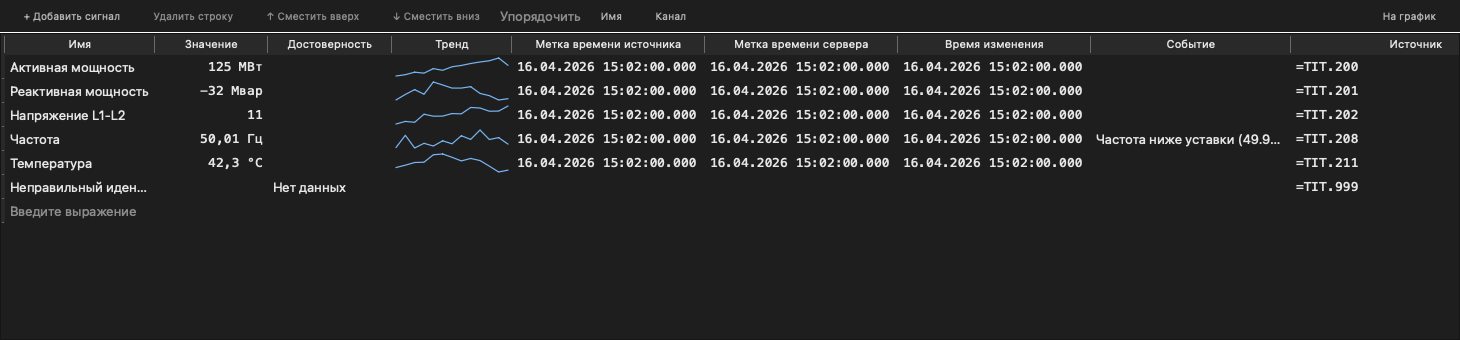 + Добавить сигнал Удалить строку ↑ Сместить вверх ↓ Сместить вниз Упорядочить Имя Канал На график
Имя Значение Достоверность Тренд Метка времени источника Метка времени сервера Время изменения Событие Источник
Активная мощность 125 МВт 16.04.2026 15:02:00.000 16.04.2026 15:02:00.000 16.04.2026 15:02:00.000 =TIT.200
Реактивная мощность −32 Мвар 16.04.2026 15:02:00.000 16.04.2026 15:02:00.000 16.04.2026 15:02:00.000 =TIT.201
Напряжение L1-L2 11 16.04.2026 15:02:00.000 16.04.2026 15:02:00.000 16.04.2026 15:02:00.000 =TIT.202
Частота 50,01 Гц 16.04.2026 15:02:00.000 16.04.2026 15:02:00.000 16.04.2026 15:02:00.000 Частота ниже уставки (49.9... =TIT.208
Температура 42,3 °C 16.04.2026 15:02:00.000 16.04.2026 15:02:00.000 16.04.2026 15:02:00.000 =TIT.211
Неправильный иден... Нет данных =TIT.999
Введите выражение